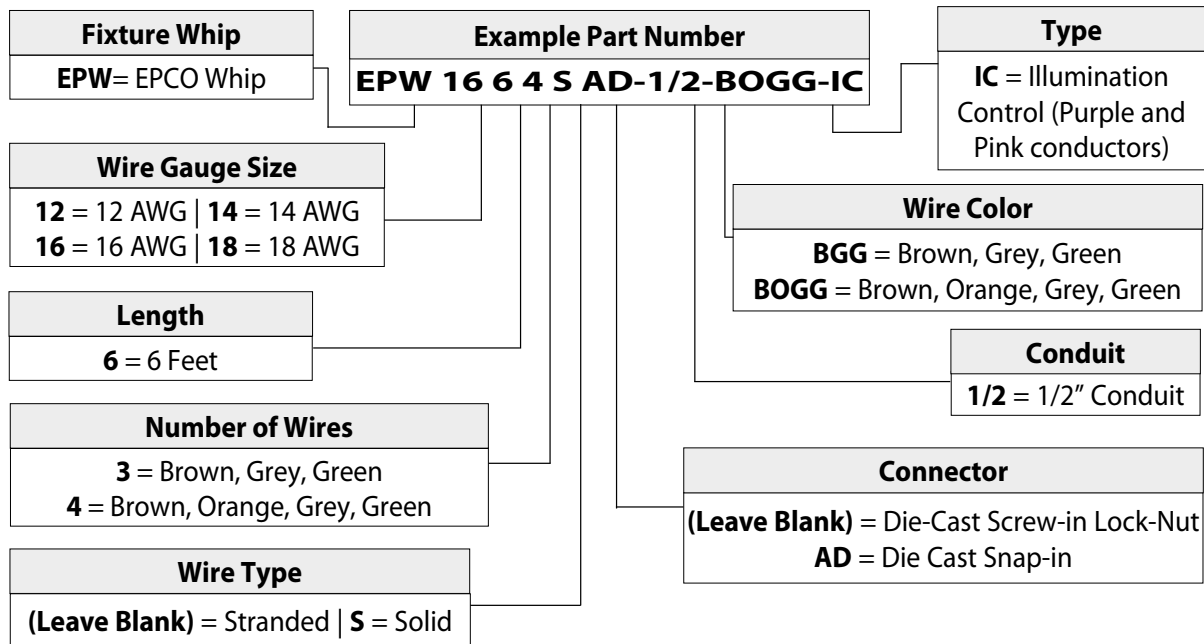 Fixture Whip
EPW= EPCO Whip
Example Part Number
EPW 16 6 4 S AD-1/2-BOGG-IC
Type
IC = Illumination
Control (Purple and
Pink conductors)
Wire Gauge Size
12 = 12 AWG | 14 = 14 AWG
16 = 16 AWG | 18 = 18 AWG
Wire Color
BGG = Brown, Grey, Green
BOGG = Brown, Orange, Grey, Green
Length
6 = 6 Feet
Conduit
1/2 = 1/2” Conduit
Number of Wires
3 = Brown, Grey, Green
4 = Brown, Orange, Grey, Green
Connector
(Leave Blank) = Die-Cast Screw-in Lock-Nut
AD = Die Cast Snap-in
Wire Type
(Leave Blank) = Stranded | S = Solid